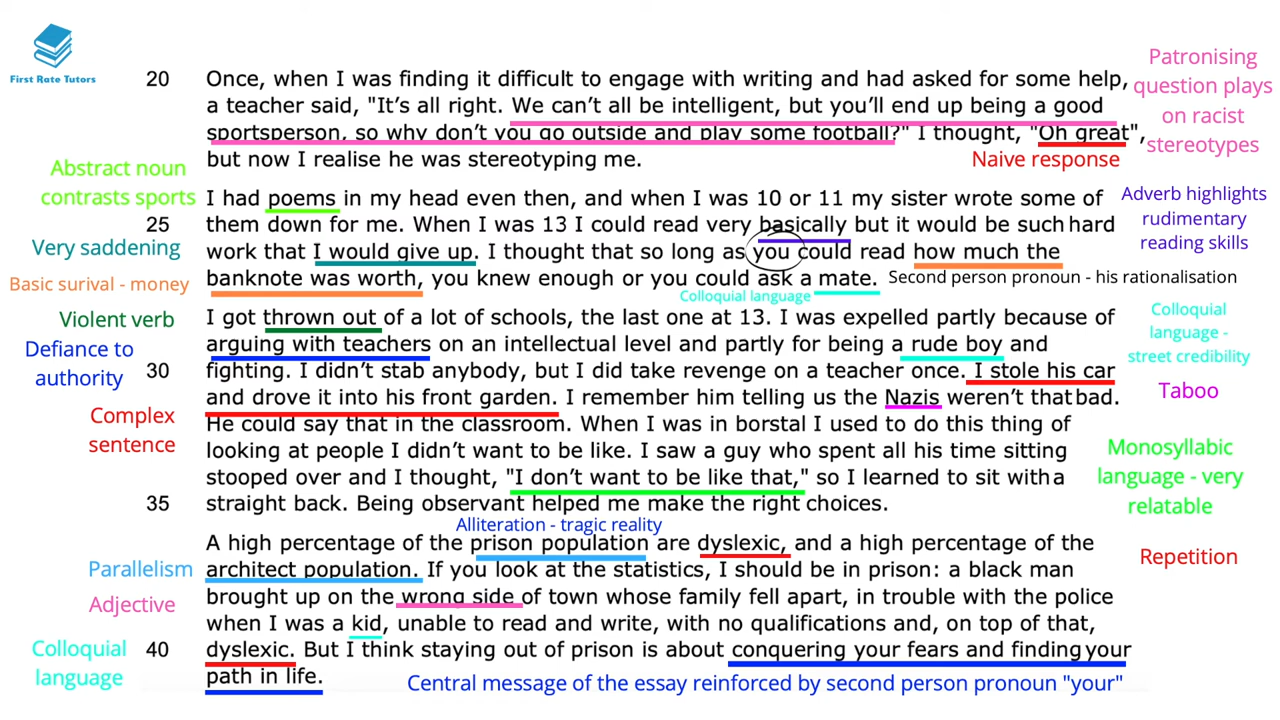 First Rate Tutors
Patronising
question plays
on racist
stereotypes
20 Once, when I was finding it difficult to engage with writing and had asked for some help,
a teacher said, "It's all right. We can't all be intelligent, but you'll end up being a good
sportsperson, so why don't you go outside and play some football?" I thought, "Oh great",
but now I realise he was stereotyping me.
Naive response
Abstract noun
contrasts sports
I had poems in my head even then, and when I was 10 or 11 my sister wrote some of
25 them down for me. When I was 13 I could read very basically but it would be such hard
work that I would give up. I thought that so long as you could read how much the
banknote was worth, you knew enough or you could ask a mate.
Adverb highlights
rudimentary
reading skills
Very saddening
Basic surival - money
Second person pronoun - his rationalisation
Colloquial language
Violent verb
Defiance to
authority
I got thrown out of a lot of schools, the last one at 13. I was expelled partly because of
arguing with teachers on an intellectual level and partly for being a rude boy and
30 fighting. I didn't stab anybody, but I did take revenge on a teacher once. I stole his car
and drove it into his front garden. I remember him telling us the Nazis weren't that bad.
He could say that in the classroom. When I was in borstal I used to do this thing of
looking at people I didn't want to be like. I saw a guy who spent all his time sitting
stooped over and I thought, "I don't want to be like that," so I learned to sit with a
35 straight back. Being observant helped me make the right choices.
Colloquial
language -
street credibility
Taboo
Complex
sentence
Monosyllabic
language - very
relatable
Alliteration - tragic reality
A high percentage of the prison population are dyslexic, and a high percentage of the
architect population. If you look at the statistics, I should be in prison: a black man
brought up on the wrong side of town whose family fell apart, in trouble with the police
when I was a kid, unable to read and write, with no qualifications and, on top of that,
40 dyslexic. But I think staying out of prison is about conquering your fears and finding your
path in life.
Repetition
Parallelism
Adjective
Colloquial
language
Central message of the essay reinforced by second person pronoun "your"